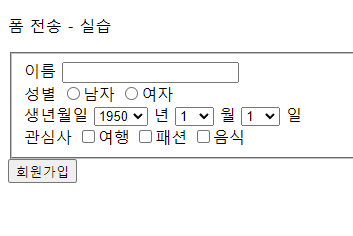 폼 전송 - 실습
이름
성별 남자 여자
생년월일 1950 년 1 월 1 일
관심사 여행 패션 음식
회원가입